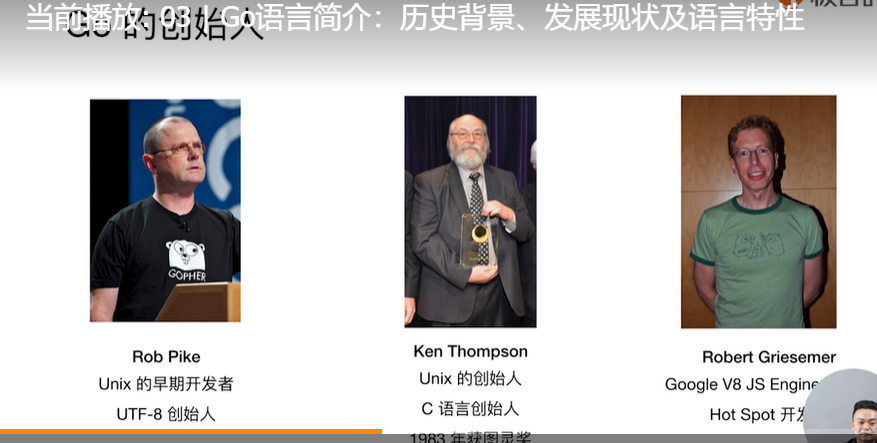 当前播放: 03 | Go语言简介：历史背景、发展现状及语言特性
Go 的创始人
GOPHER
Rob Pike
Unix 的早期开发者
UTF-8 创始人
Ken Thompson
Unix 的创始人
C 语言创始人
1983 年获图灵奖
Robert Griesemer
Google V8 JS Engine
Hot Spot 开发